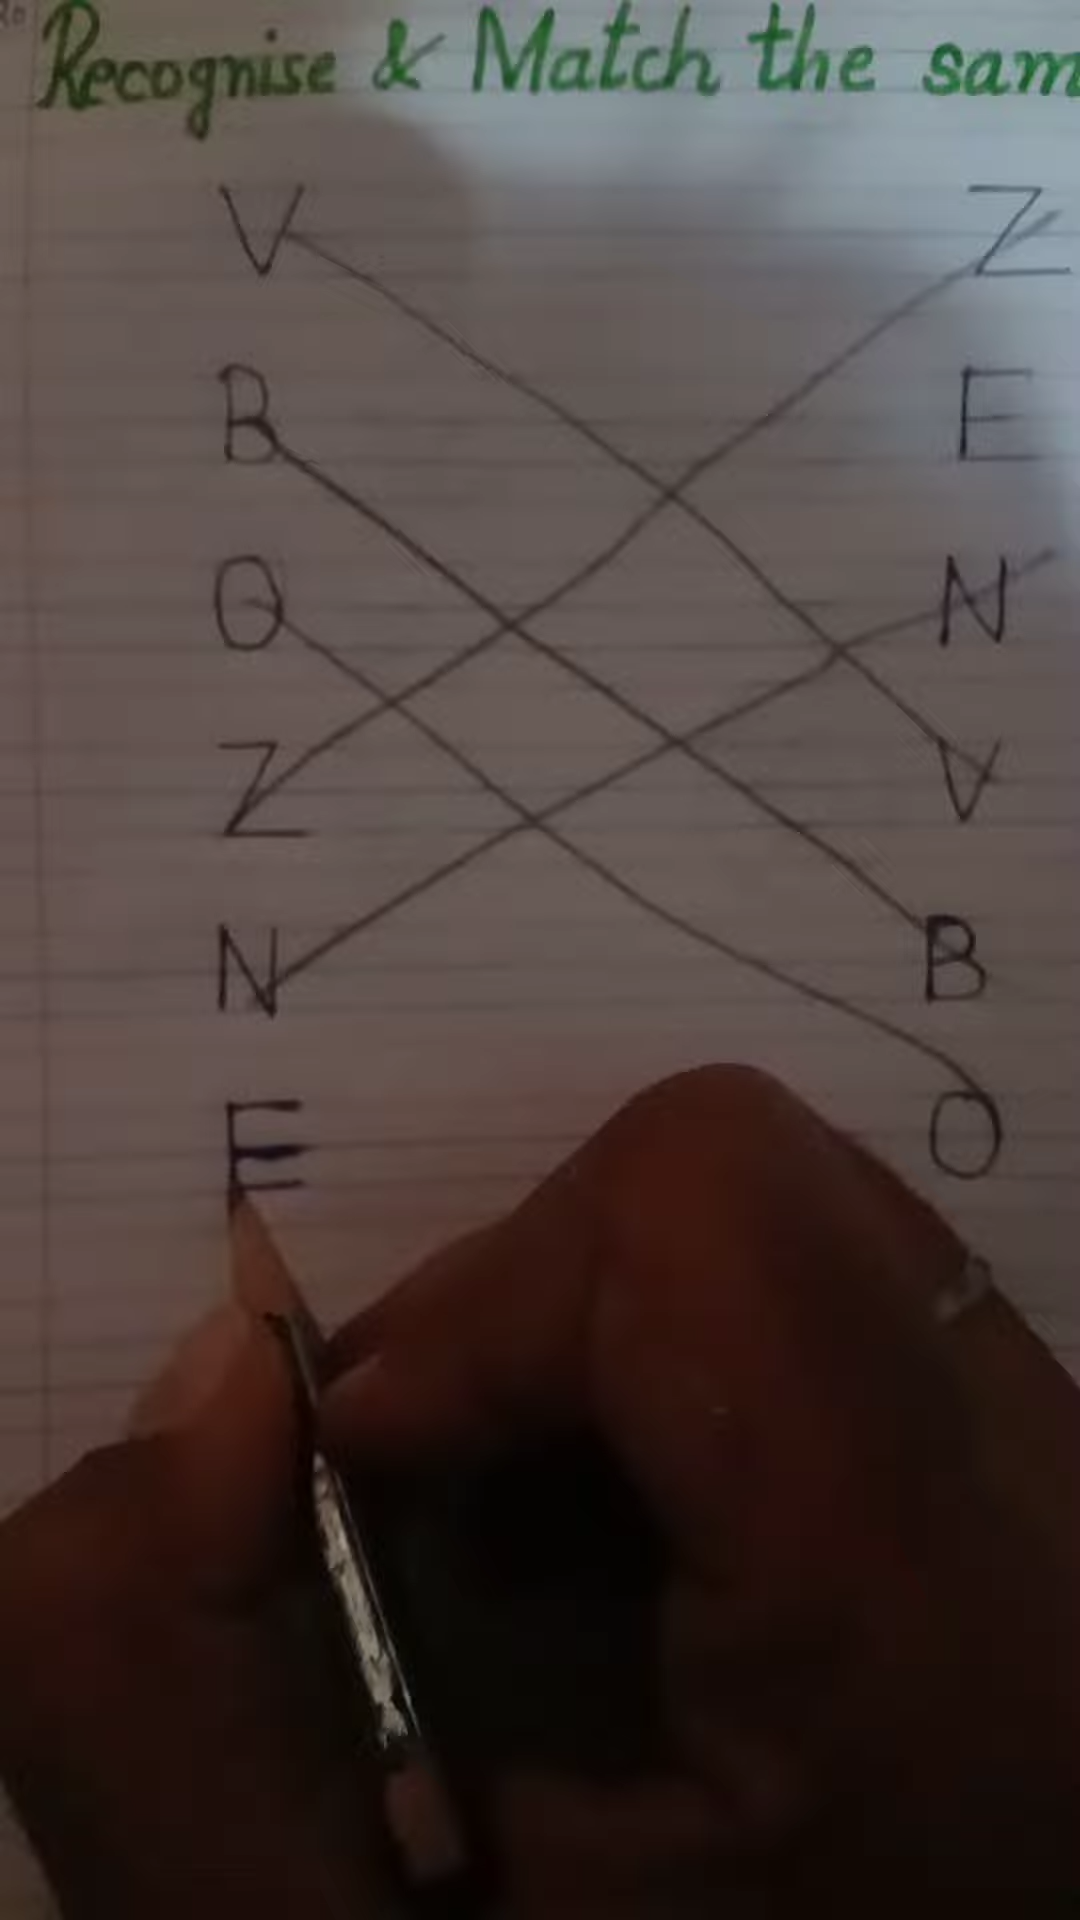 Recognise & Match the sam
V Z
B E
O N
Z V
N B
E O